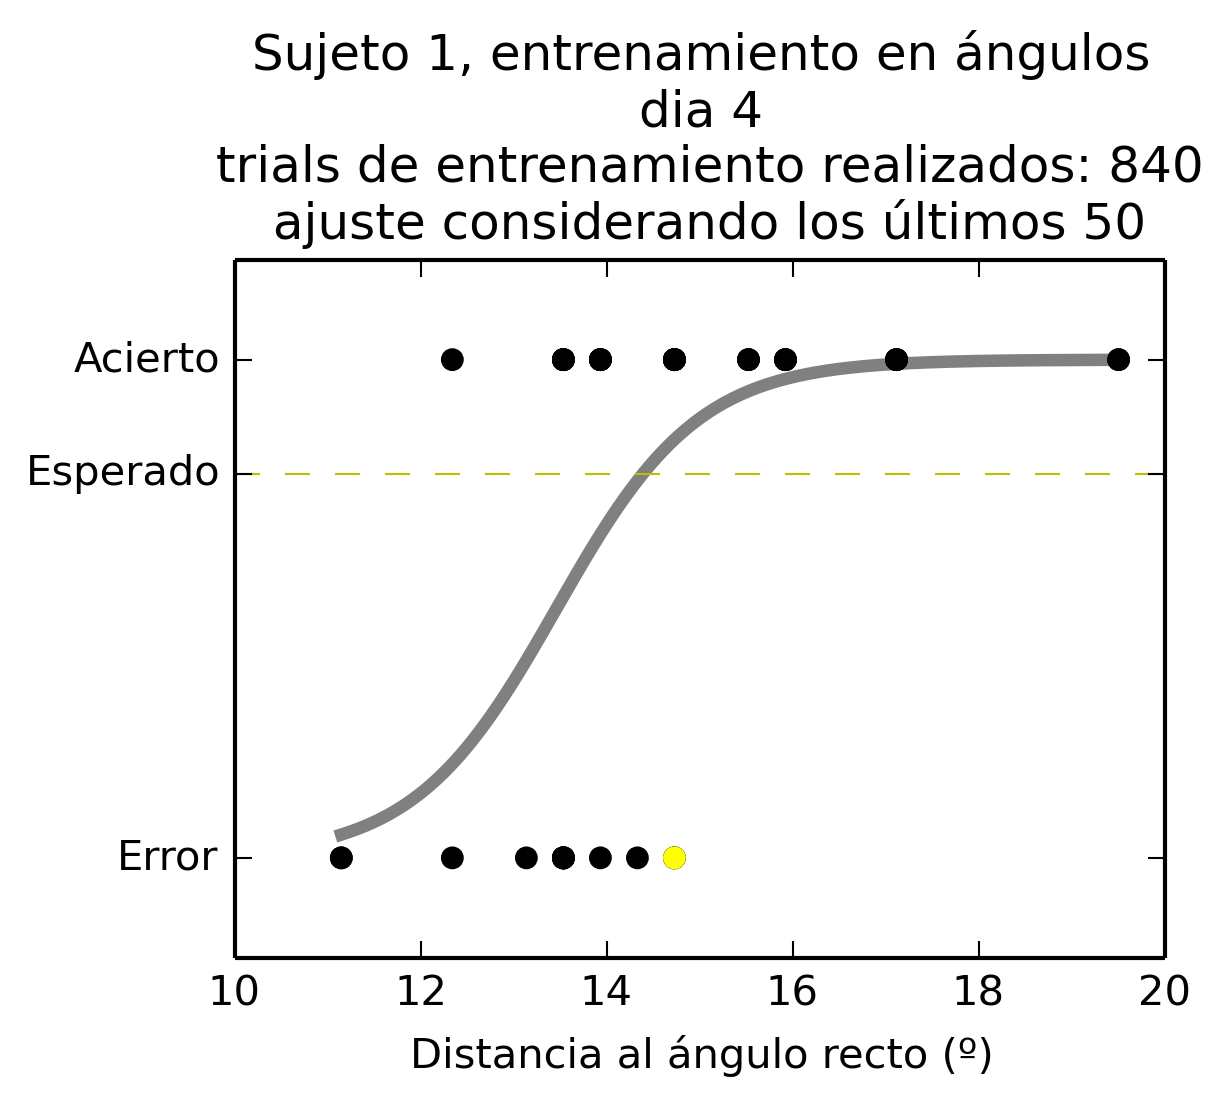 Sujeto 1, entrenamiento en ángulos
dia 4
trials de entrenamiento realizados: 840
ajuste considerando los últimos 50
Acierto
Esperado
Error
10 12 14 16 18 20
Distancia al ángulo recto (º)